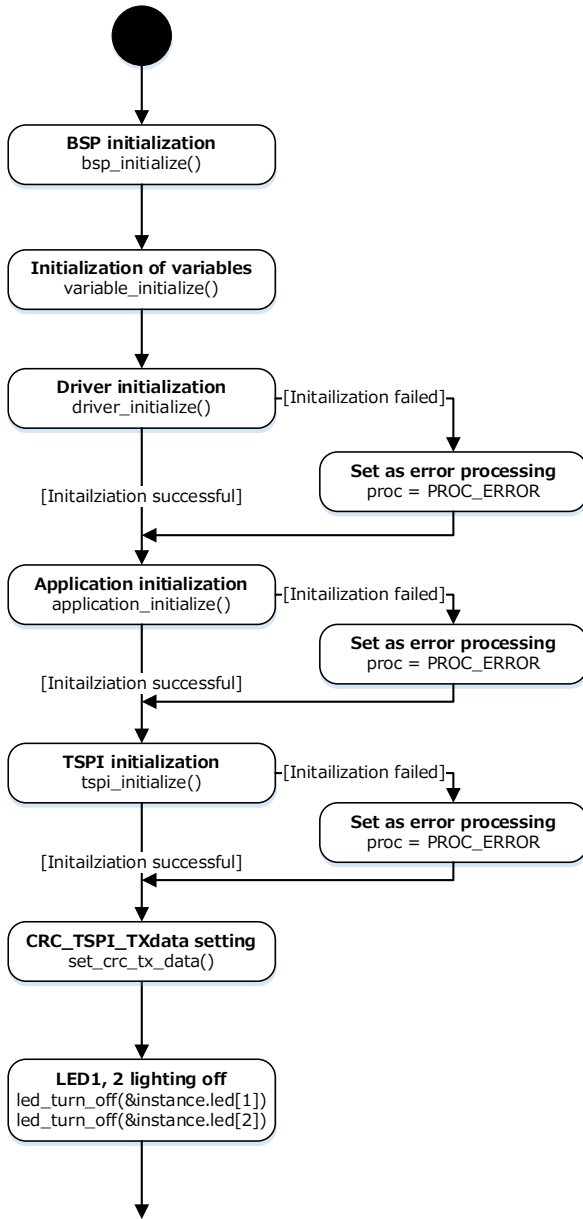 BSP initialization
bsp_initialize()
Initialization of variables
variable_initialize()
Driver initialization
driver_initialize()
[Initailization failed]
Set as error processing
proc = PROC_ERROR
[Initailziation successful]
Application initialization
application_initialize()
[Initailization failed]
Set as error processing
proc = PROC_ERROR
[Initailziation successful]
TSPI initialization
tspi_initialize()
[Initailization failed]
Set as error processing
proc = PROC_ERROR
[Initailziation successful]
CRC_TSPI_TXdata setting
set_crc_tx_data()
LED1, 2 lighting off
led_turn_off(&instance.led[1])
led_turn_off(&instance.led[2])